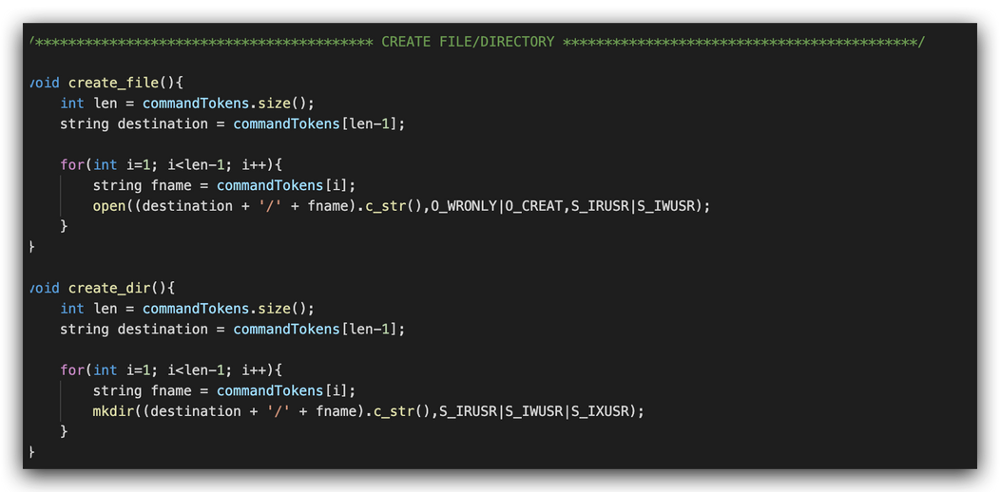 /***************************************** CREATE FILE/DIRECTORY *******************************************/
void create_file(){
int len = commandTokens.size();
string destination = commandTokens[len-1];
for(int i=1; i<len-1; i++){
string fname = commandTokens[i];
open((destination + '/' + fname).c_str(),O_WRONLY|O_CREAT,S_IRUSR|S_IWUSR);
}
}
void create_dir(){
int len = commandTokens.size();
string destination = commandTokens[len-1];
for(int i=1; i<len-1; i++){
string fname = commandTokens[i];
mkdir((destination + '/' + fname).c_str(),S_IRUSR|S_IWUSR|S_IXUSR);
}
}